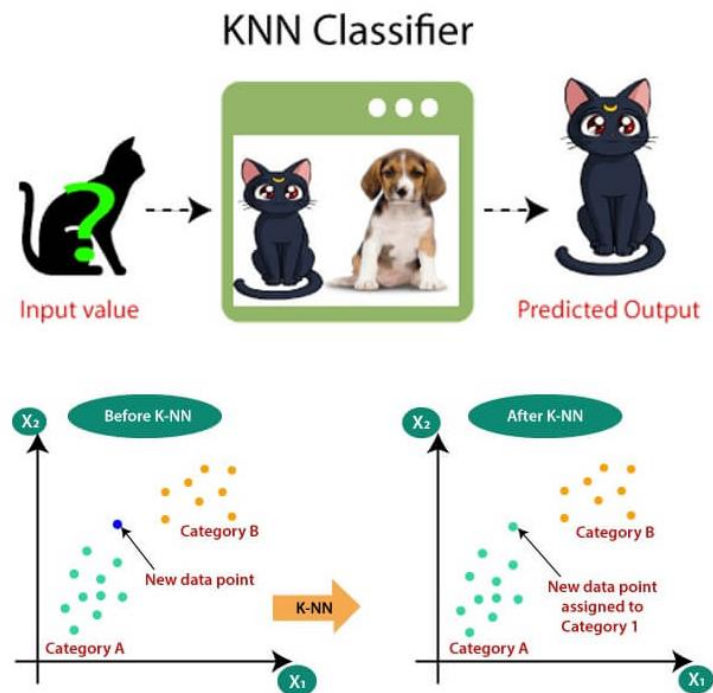 KNN Classifier
?
Input value
Predicted Output
X₂
Before K-NN
Category B
New data point
Category A
X₁
K-NN
X₂
After K-NN
Category B
New data point
assigned to
Category 1
Category A
X₁